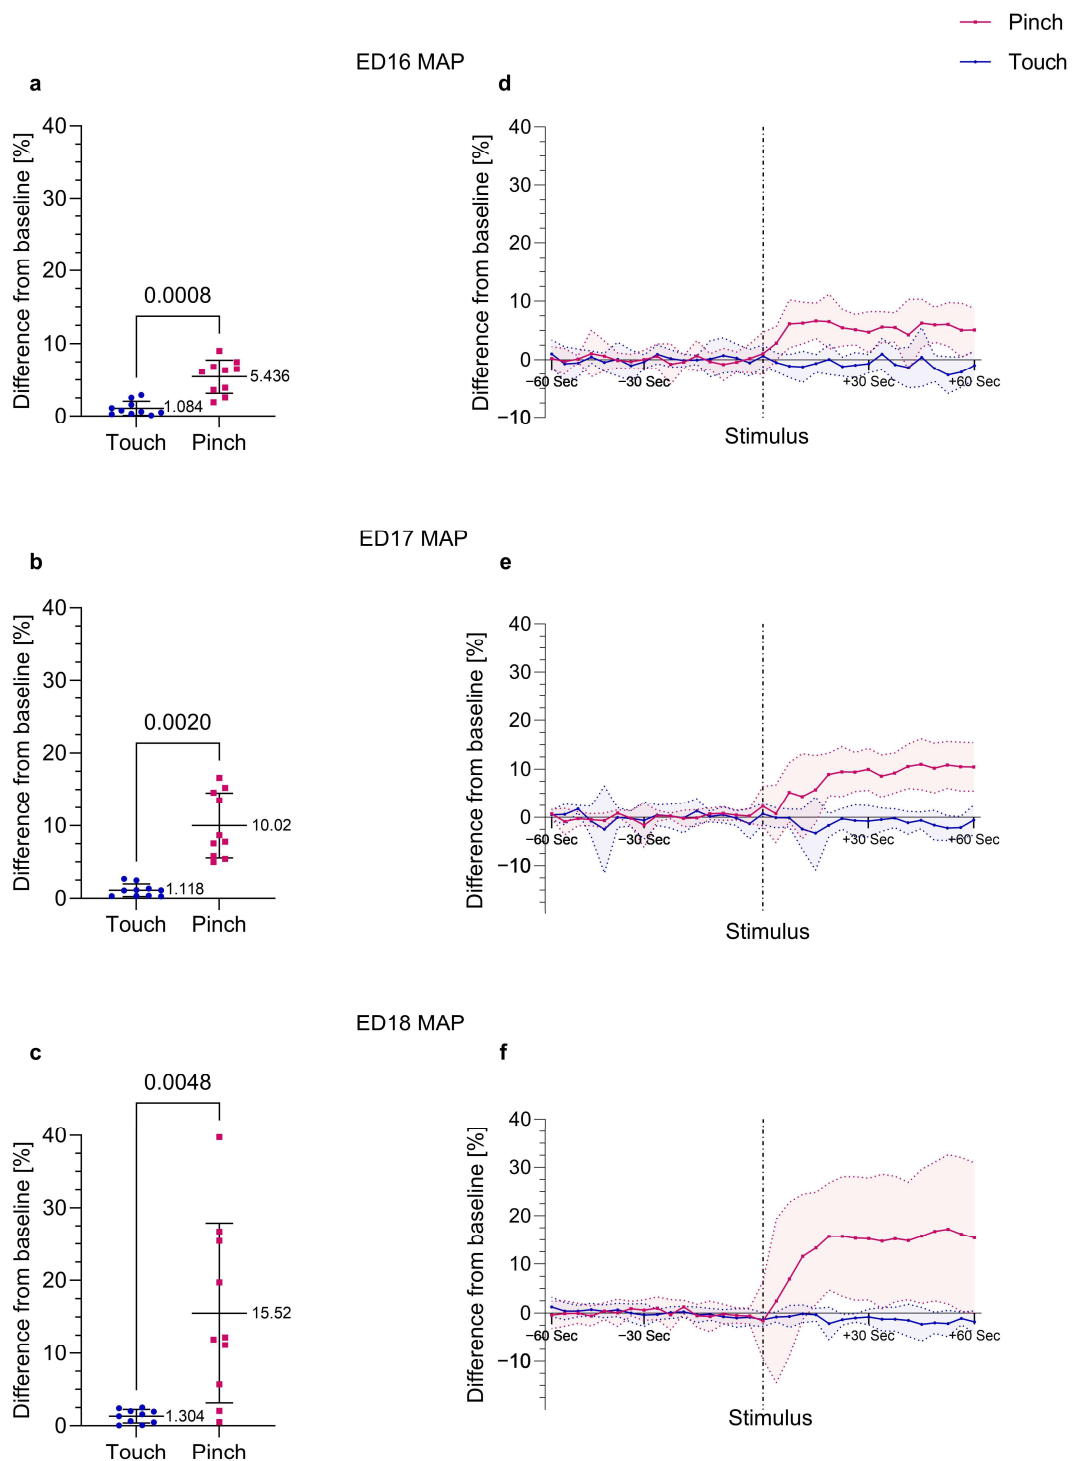 Pinch
Touch
ED16 MAP
a
d
Difference from baseline [%]
40
30
20
10
0
0.0008
1.084
5.436
Touch
Pinch
Difference from baseline [%]
40
30
20
10
0
−10
−60 Sec
−30 Sec
+30 Sec
+60 Sec
Stimulus
ED17 MAP
b
e
Difference from baseline [%]
40
30
20
10
0
0.0020
1.118
10.02
Touch
Pinch
Difference from baseline [%]
40
30
20
10
0
−10
−60 Sec
−30 Sec
+30 Sec
+60 Sec
Stimulus
ED18 MAP
c
f
Difference from baseline [%]
40
30
20
10
0
0.0048
1.304
15.52
Touch
Pinch
Difference from baseline [%]
40
30
20
10
0
−10
−60 Sec
−30 Sec
+30 Sec
+60 Sec
Stimulus